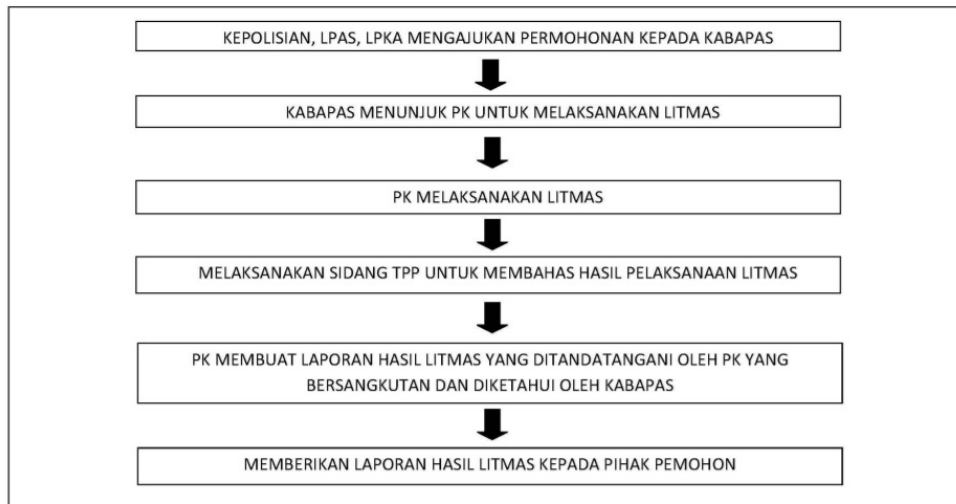 KEPOLISIAN, LPAS, LPKA MENGAJUKAN PERMOHONAN KEPADA KABAPAS
KABAPAS MENUNJUK PK UNTUK MELAKSANAKAN LITMAS
PK MELAKSANAKAN LITMAS
MELAKSANAKAN SIDANG TPP UNTUK MEMBAHAS HASIL PELAKSANAAN LITMAS
PK MEMBUAT LAPORAN HASIL LITMAS YANG DITANDATANGANI OLEH PK YANG
BERSANGKUTAN DAN DIKETAHUI OLEH KABAPAS
MEMBERIKAN LAPORAN HASIL LITMAS KEPADA PIHAK PEMOHON